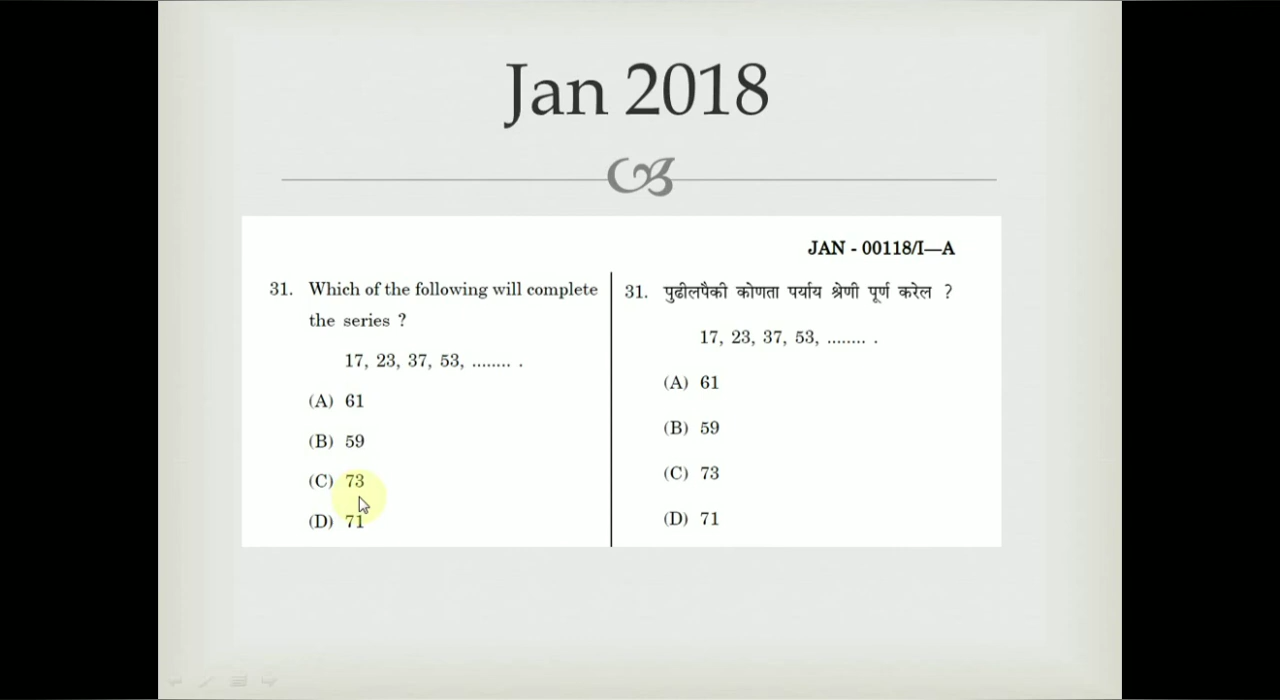 Jan 2018
JAN - 00118/I—A
31. Which of the following will complete
the series ?
17, 23, 37, 53, ........ .
(A) 61
(B) 59
(C) 73
(D) 71
31. पुढीलपैकी कोणता पर्याय श्रेणी पूर्ण करेल ?
17, 23, 37, 53, ........ .
(A) 61
(B) 59
(C) 73
(D) 71